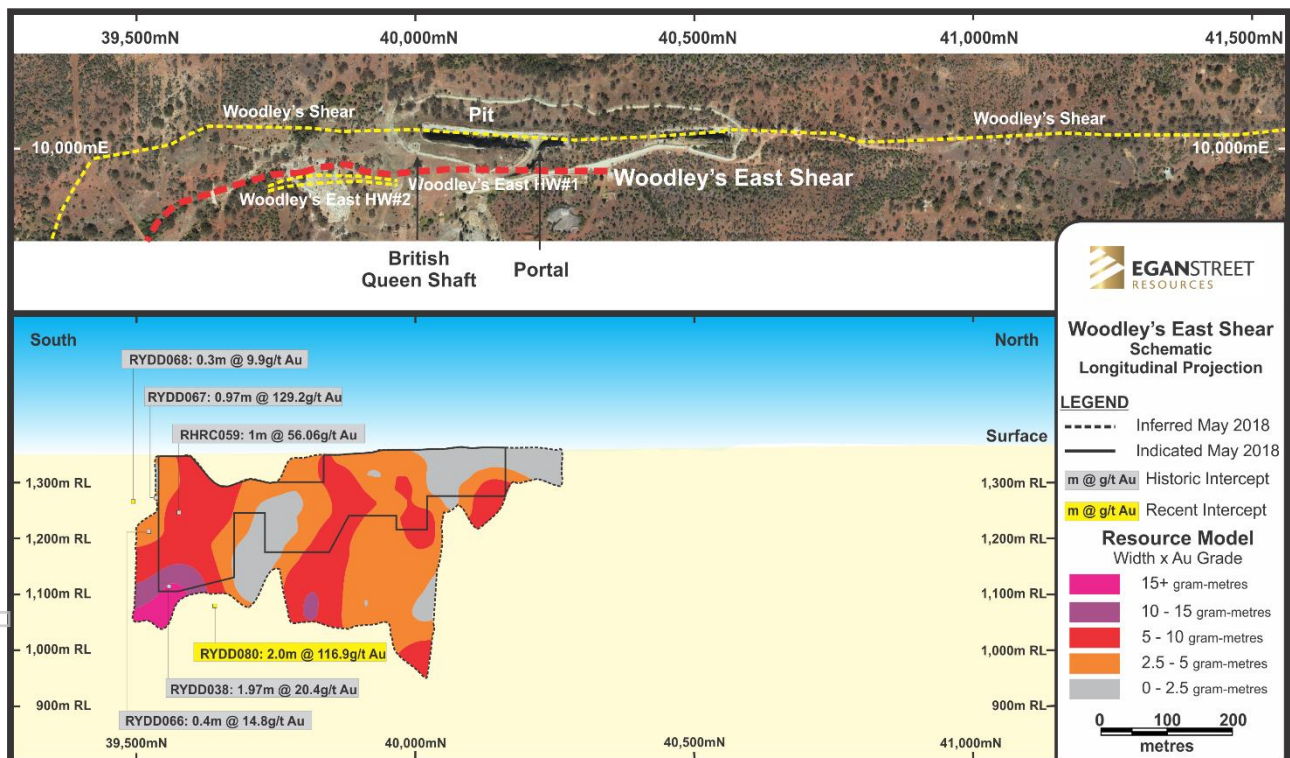 39,500mN 40,000mN 40,500mN 41,000mN 41,500mN
Woodley's Shear
Pit
Woodley's Shear
10,000mE
10,000mE
Woodley's East HW#1
Woodley's East Shear
Woodley's East HW#2
British
Queen Shaft
Portal
EGANSTREET
RESOURCES
South
North
RYDD068: 0.3m @ 9.9g/t Au
RYDD067: 0.97m @ 129.2g/t Au
RHRC059: 1m @ 56.06g/t Au
Surface
1,300m RL
1,300m RL
1,200m RL
1,200m RL
1,100m RL
1,100m RL
1,000m RL
1,000m RL
900m RL
900m RL
RYDD080: 2.0m @ 116.9g/t Au
RYDD038: 1.97m @ 20.4g/t Au
RYDD066: 0.4m @ 14.8g/t Au
39,500mN 40,000mN 40,500mN 41,000mN
Woodley's East Shear
Schematic
Longitudinal Projection
LEGEND
Inferred May 2018
Indicated May 2018
m @ g/t Au Historic Intercept
m @ g/t Au Recent Intercept
Resource Model
Width x Au Grade
15+ gram-metres
10 - 15 gram-metres
5 - 10 gram-metres
2.5 - 5 gram-metres
0 - 2.5 gram-metres
0 100 200
metres